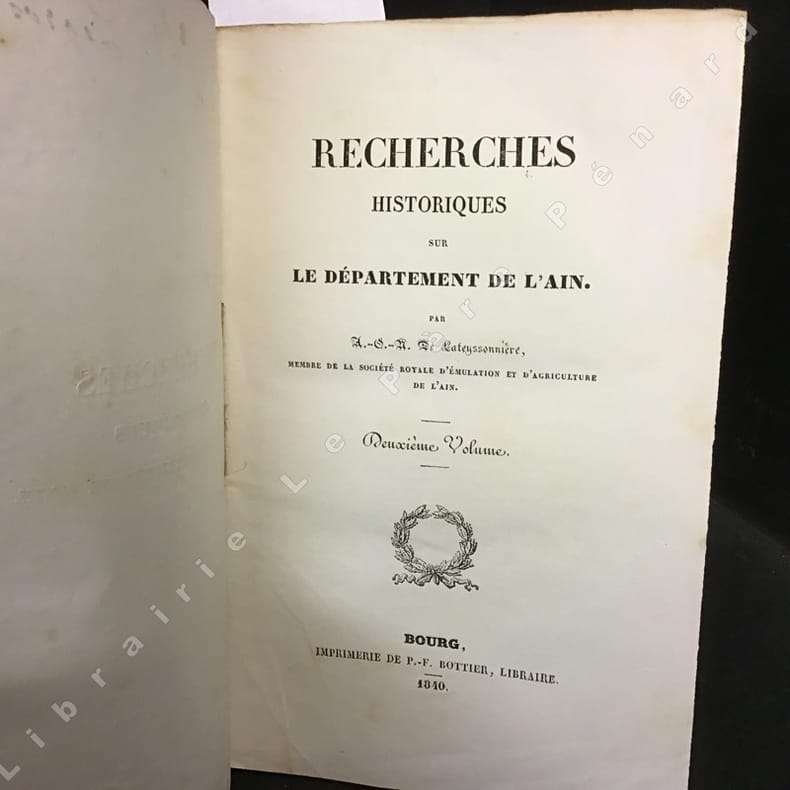 RECHERCHES
HISTORIQUES
SUR
LE DÉPARTEMENT DE L'AIN.
PAR
A.-C.-N. De Lateyssonnière,
MEMBRE DE LA SOCIÉTÉ ROYALE D'ÉMULATION ET D'AGRICULTURE
DE L'AIN.
Deuxième Volume.
BOURG,
IMPRIMERIE DE P.-F. BOTTIER, LIBRAIRE.
1840.
Librairie Le Père Pénard